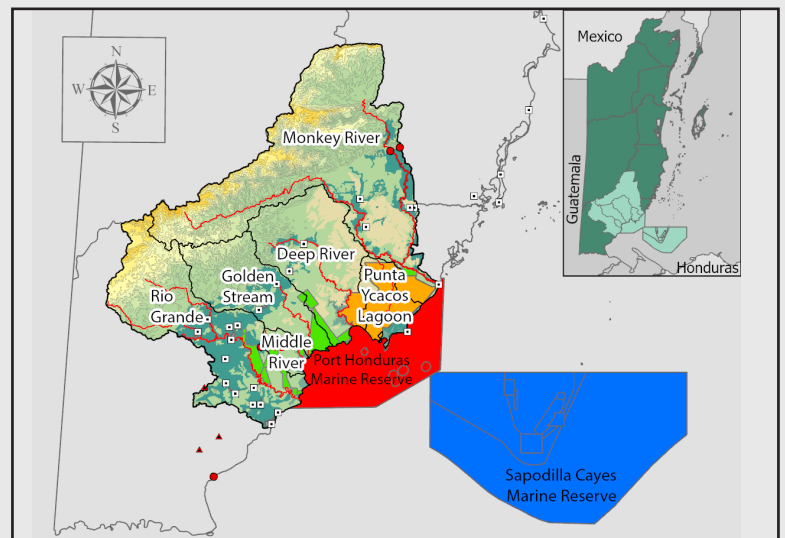 N
W
E
S
Mexico
Guatemala
Honduras
Monkey River
Deep River
Golden
Stream
Punta
Ycacos
Lagoon
Rio
Grande
Middle
River
Port Honduras
Marine Reserve
Sapodilla Cayes
Marine Reserve